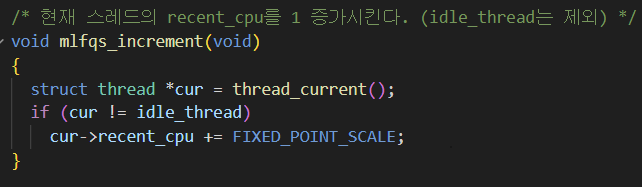 /* 현재 스레드의 recent_cpu를 1 증가시킨다. (idle_thread는 제외) */
void mlfqs_increment(void)
{
  struct thread *cur = thread_current();
  if (cur != idle_thread)
    cur->recent_cpu += FIXED_POINT_SCALE;
}